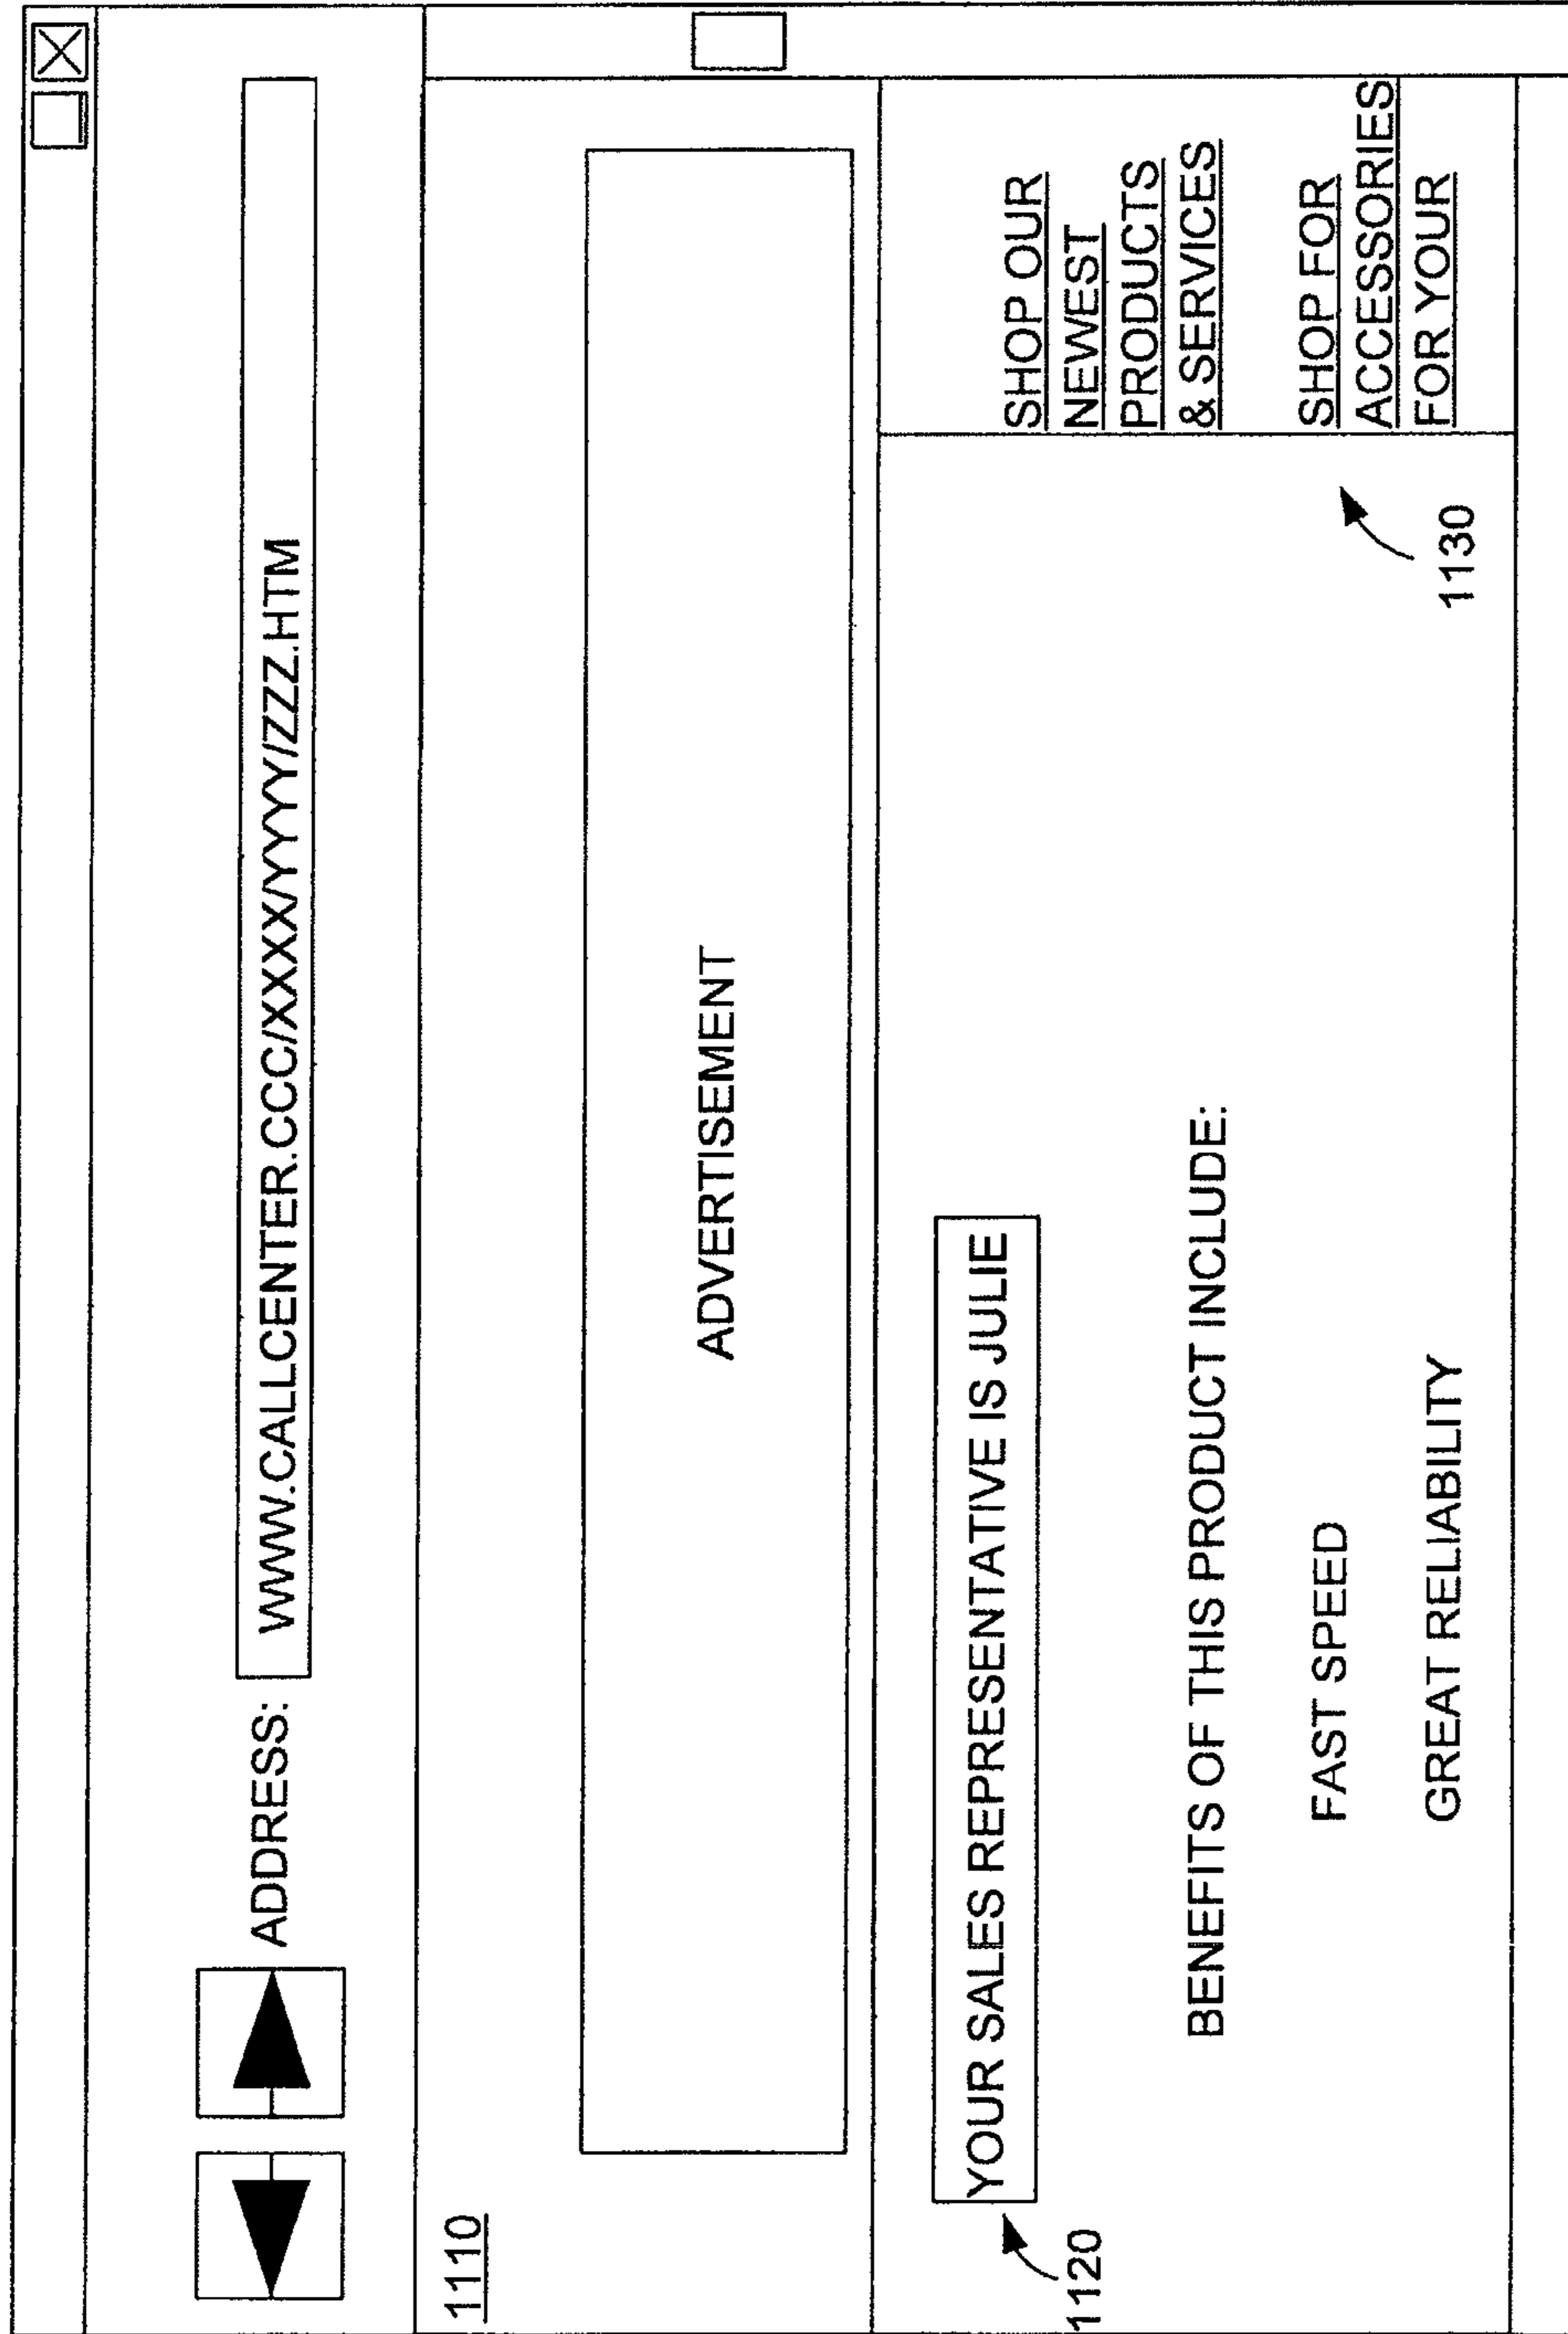 ADDRESS: WWW.CALLCENTER.CCC/XXXX/YYYY/ZZZ.HTM
1110
ADVERTISEMENT
YOUR SALES REPRESENTATIVE IS JULIE
1120
BENEFITS OF THIS PRODUCT INCLUDE:
FAST SPEED
GREAT RELIABILITY
SHOP OUR
NEWEST
PRODUCTS
& SERVICES
SHOP FOR
ACCESSORIES
FOR YOUR
1130